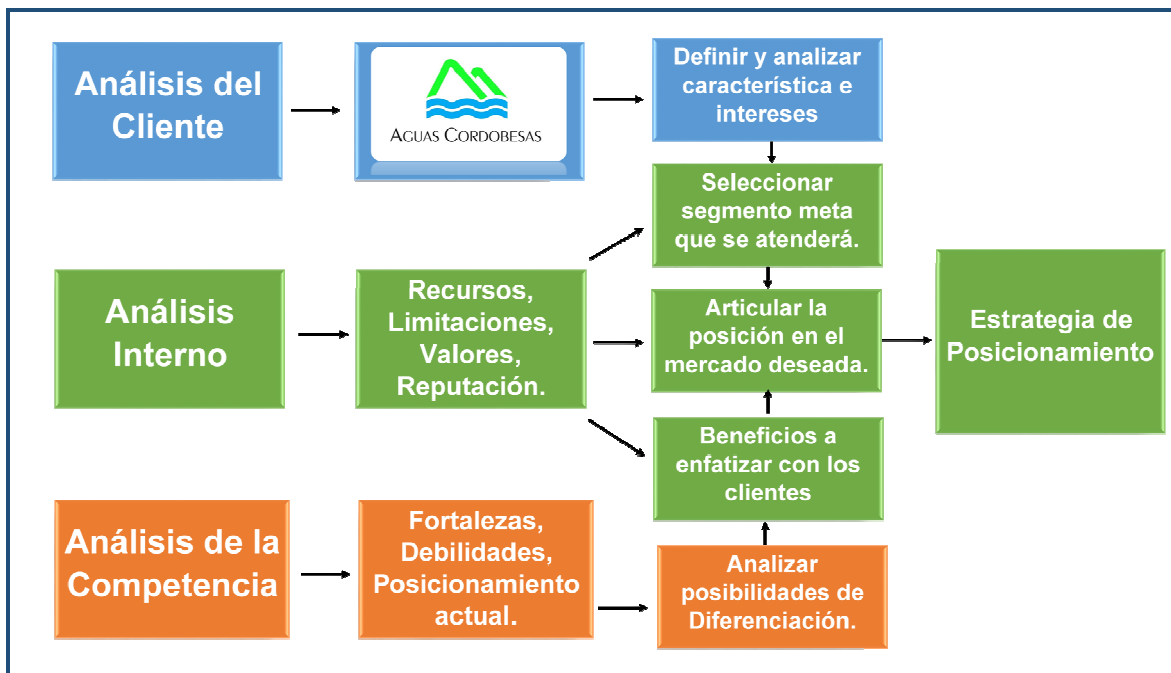 Análisis del
Cliente
AGUAS CORDOBESAS
Definir y analizar
característica e
intereses
Seleccionar
segmento meta
que se atenderá.
Análisis
Interno
Recursos,
Limitaciones,
Valores,
Reputación.
Articular la
posición en el
mercado deseada.
Estrategia de
Posicionamiento
Beneficios a
enfatizar con los
clientes
Análisis de la
Competencia
Fortalezas,
Debilidades,
Posicionamiento
actual.
Analizar
posibilidades de
Diferenciación.